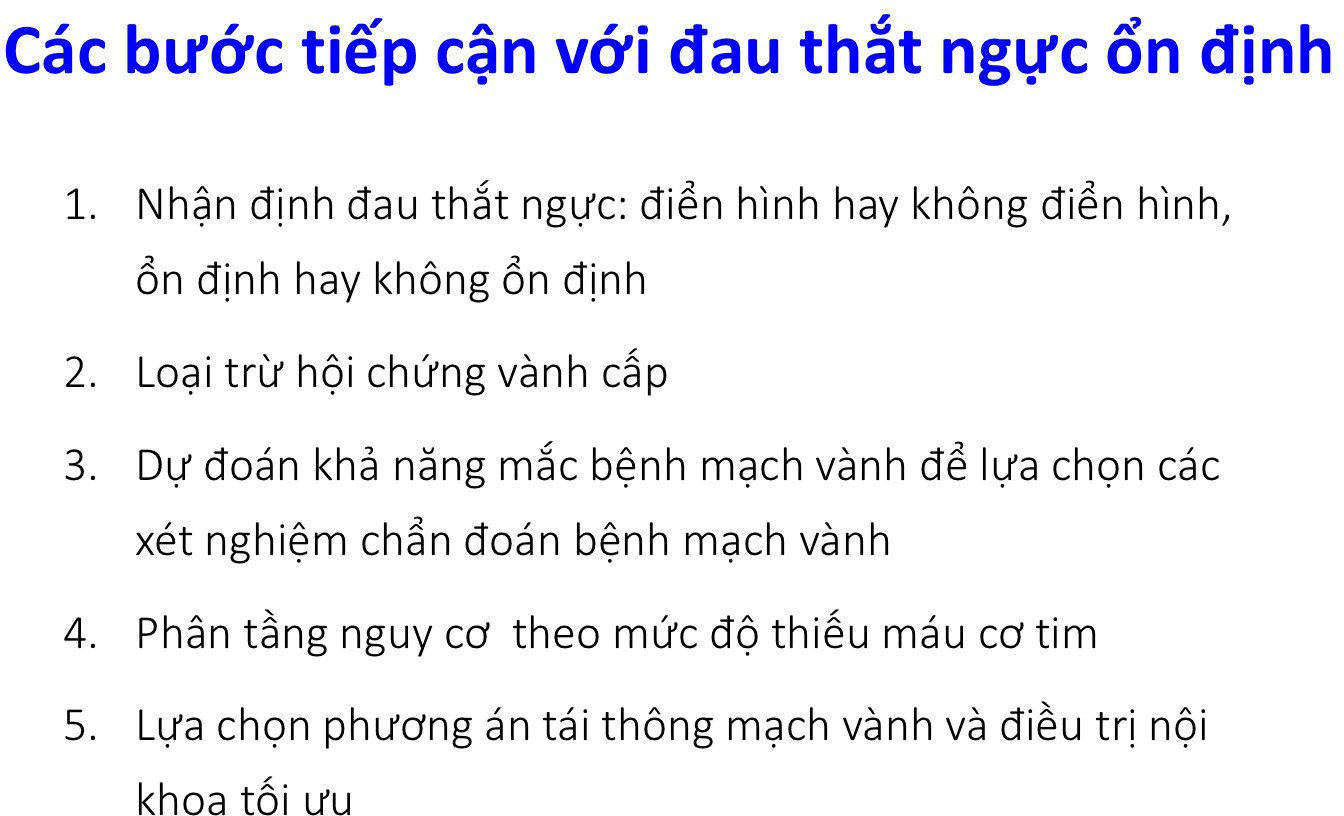 Các bước tiếp cận với đau thắt ngực ổn định
1. Nhận định đau thắt ngực: điển hình hay không điển hình,
ổn định hay không ổn định
2. Loại trừ hội chứng vành cấp
3. Dự đoán khả năng mắc bệnh mạch vành để lựa chọn các
xét nghiệm chẩn đoán bệnh mạch vành
4. Phân tầng nguy cơ theo mức độ thiếu máu cơ tim
5. Lựa chọn phương án tái thông mạch vành và điều trị nội
khoa tối ưu